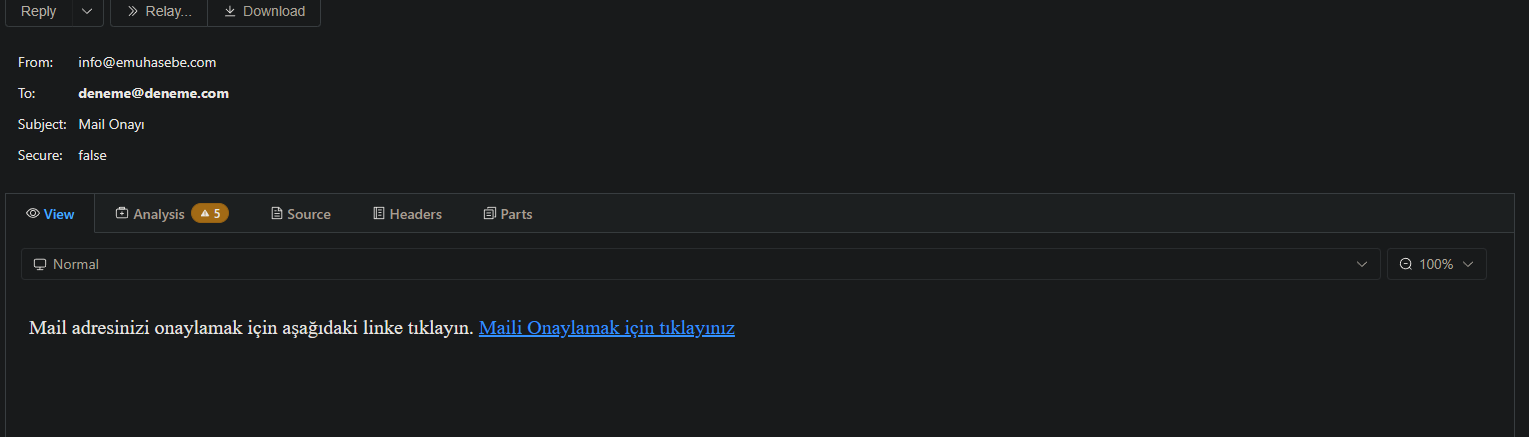 Reply Relay... Download
From: info@emuhasebe.com
To: deneme@deneme.com
Subject: Mail Onayı
Secure: false
View Analysis 5 Source Headers Parts
Normal 100%
Mail adresinizi onaylamak için aşağıdaki linke tıklayın. Maili Onaylamak için tıklayınız